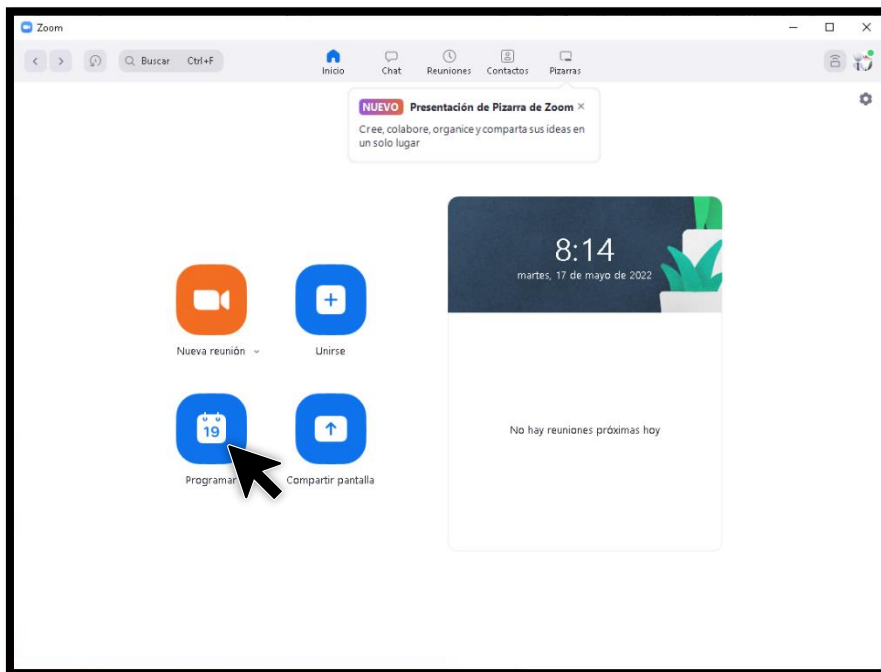 Zoom
Buscar Ctrl+F
Inicio
Chat
Reuniones
Contactos
Pizarras
NUEVO Presentación de Pizarra de Zoom
Cree, colabore, organice y comparta sus ideas en
un solo lugar
8:14
martes, 17 de mayo de 2022
Nueva reunión
Unirse
19
Programar
Compartir pantalla
No hay reuniones próximas hoy